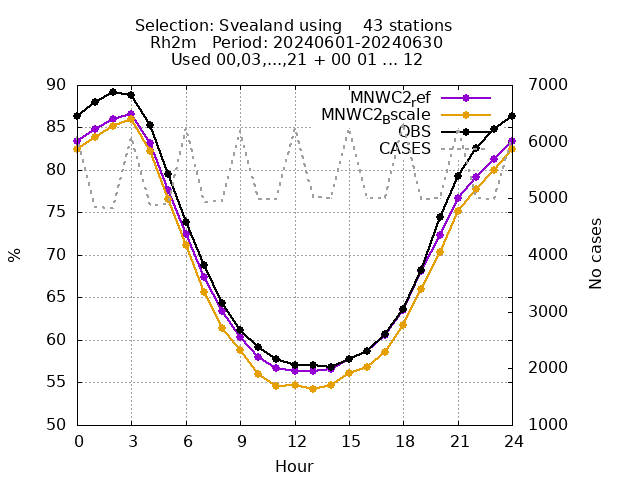 Selection: Svealand using    43 stations
Rh2m   Period: 20240601-20240630
Used 00,03,...,21 + 00 01 ... 12
90 7000
MNWC2ref
MNWC2Bscale
OBS
CASES
85 6000
80
75 5000
70 4000
65 3000
60
55 2000
50 1000
%
No cases
0 3 6 9 12 15 18 21 24
Hour